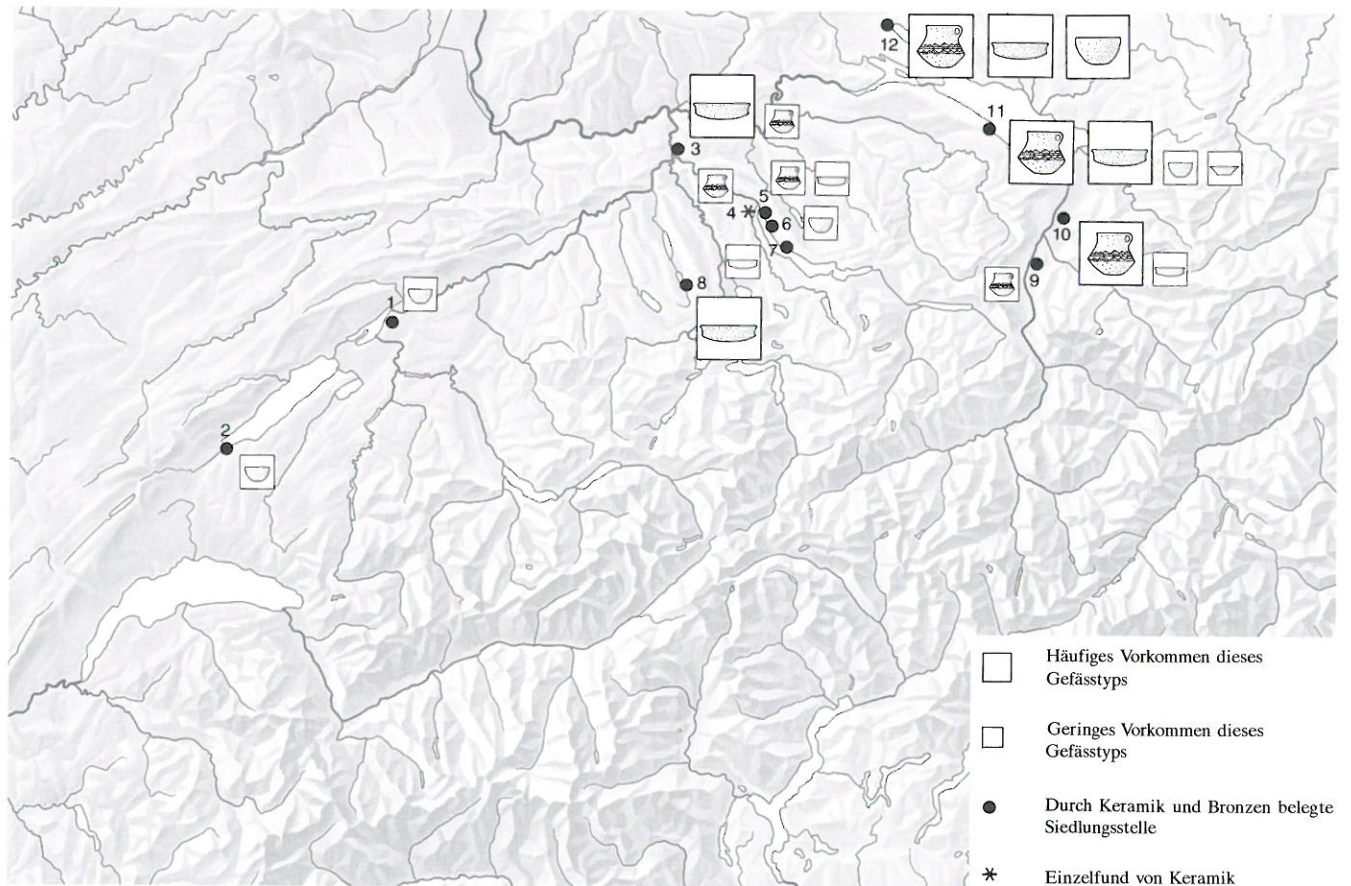 12
11
3
5
4
6
10
7
9
8
1
2
Häufiges Vorkommen dieses
Gefässtyps
Geringes Vorkommen dieses
Gefässtyps
Durch Keramik und Bronzen belegte
Siedlungsstelle
Einzelfund von Keramik